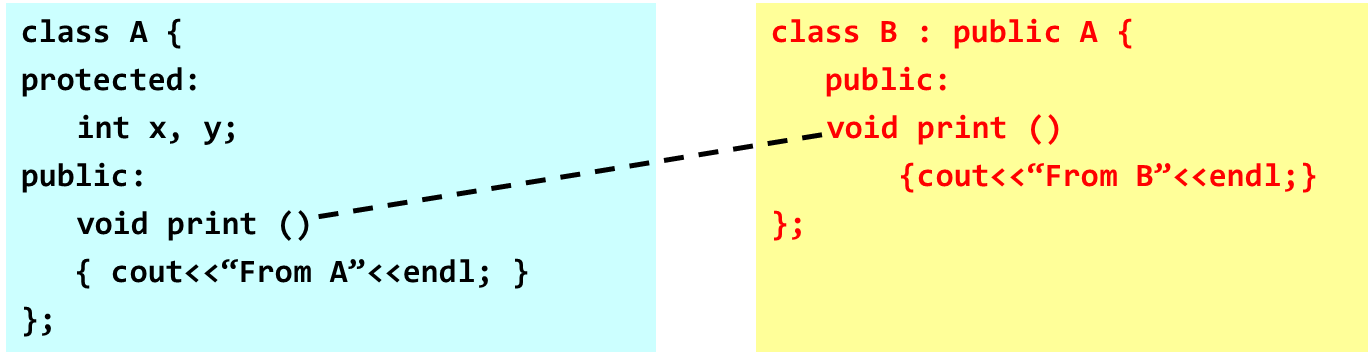 class A {
protected:
int x, y;
public:
void print ()
{ cout<<“From A”<<endl; }
};
class B : public A {
public:
void print ()
{cout<<“From B”<<endl;}
};